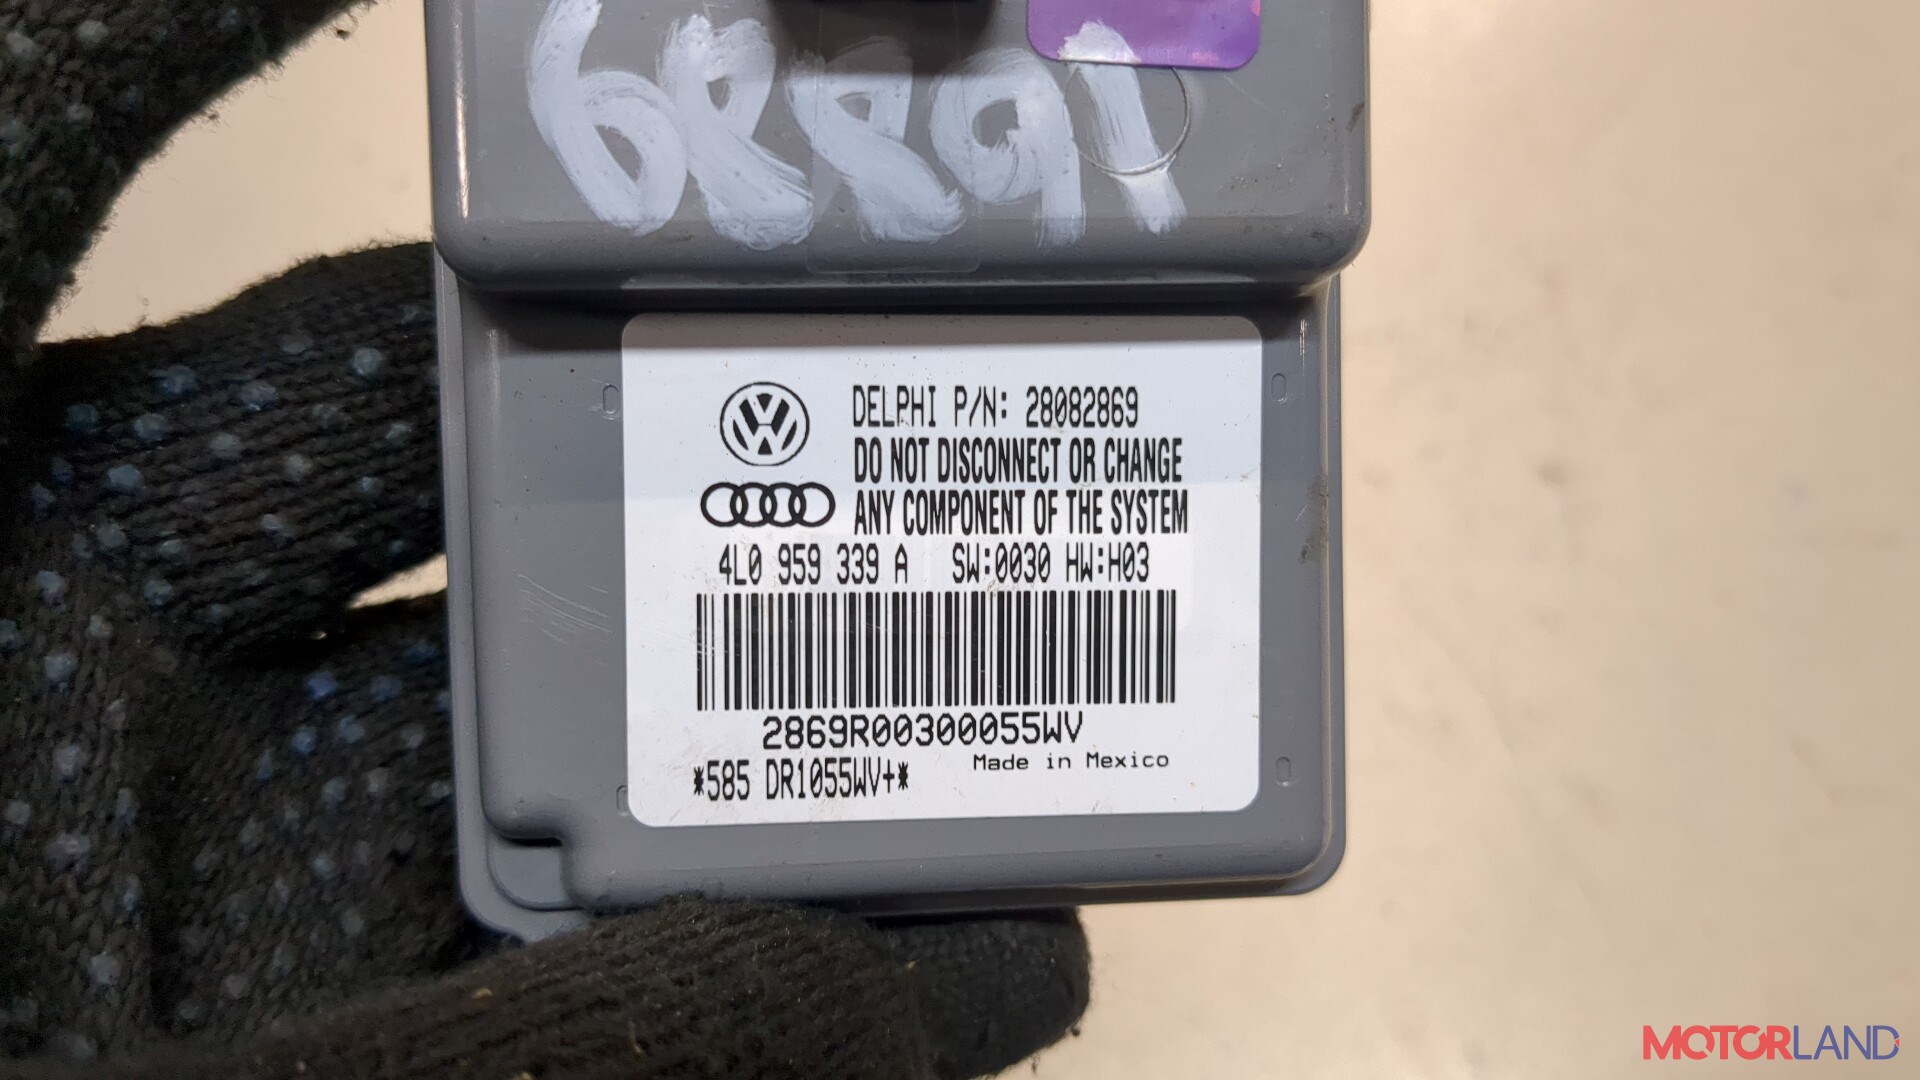 DELPHI P/N: 28082869
DO NOT DISCONNECT OR CHANGE
ANY COMPONENT OF THE SYSTEM
4L0 959 339 A SW:0030 HW:H03
2869R00300055WV
Made in Mexico
*585 DR1055WV+*
MOTORLAND